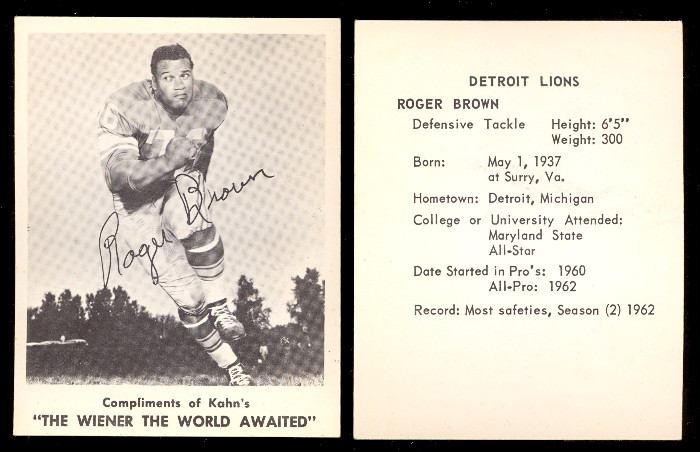 Roger Brown
Compliments of Kahn's
"THE WIENER THE WORLD AWAITED"
DETROIT LIONS
ROGER BROWN
Defensive Tackle Height: 6'5"
Weight: 300
Born: May 1, 1937
at Surry, Va.
Hometown: Detroit, Michigan
College or University Attended:
Maryland State
All-Star
Date Started in Pro's: 1960
All-Pro: 1962
Record: Most safeties, Season (2) 1962